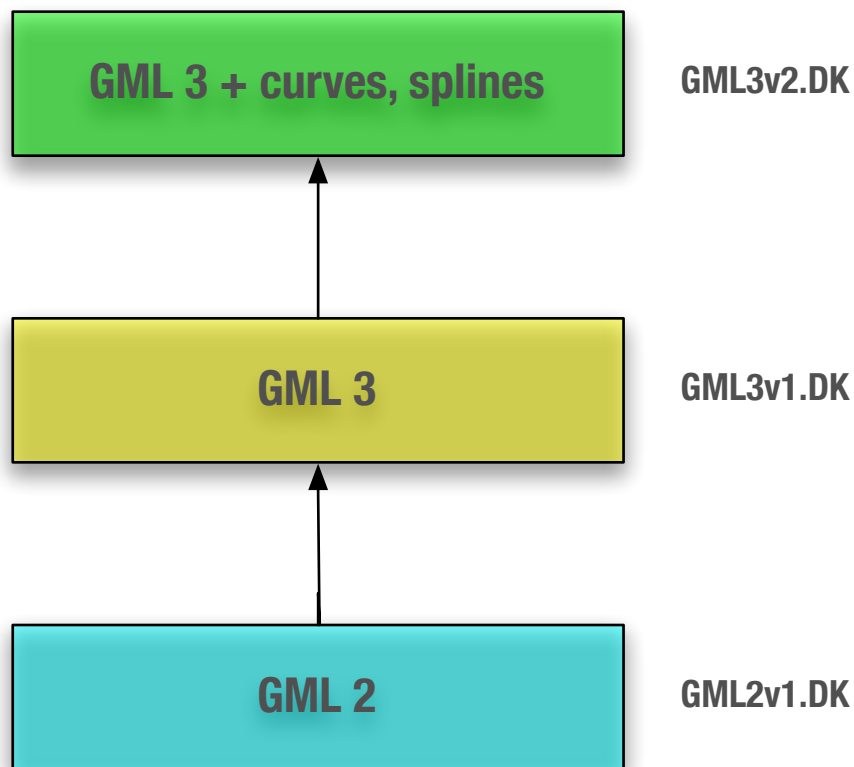 GML 3 + curves, splines
GML3v2.DK
GML 3
GML3v1.DK
GML 2
GML2v1.DK